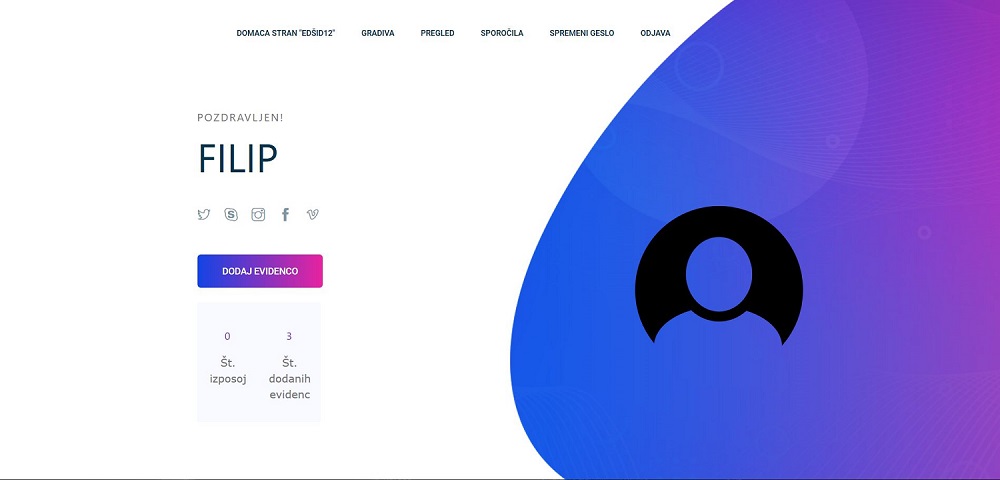 DOMACA STRAN "EDŠID12" GRADIVA PREGLED SPOROČILA SPREMENI GESLO ODJAVA
POZDRAVLJEN!
FILIP
DODAJ EVIDENCO
0 3
Št. Št.
izposoj dodanih
evidenc